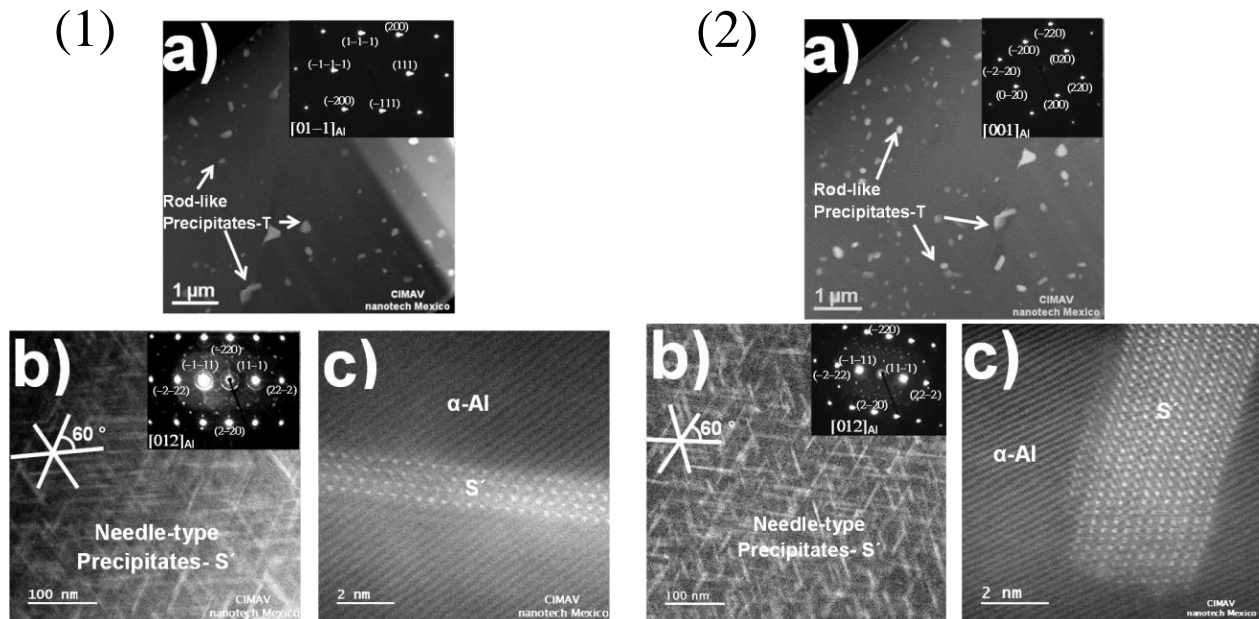 (1)
a)
(200)
(1-1-1)
(-1-1-1)
(111)
(-200)
(-111)
[01-1]Al
Rod-like
Precipitates-T
1 µm
CIMAV
nanotech Mexico
b)
(-220)
(-1-11)
(11-1)
(-2-22)
(22-2)
(2-20)
[012]Al
60 °
Needle-type
Precipitates- S´
100 nm
CIMAV
nanotech Mexico
c)
α-Al
S´
2 nm
CIMAV
nanotech Mexico
(2)
a)
(-220)
(-200)
(020)
(-2-20)
(220)
(0-20)
(200)
[001]Al
Rod-like
Precipitates-T
1 µm
CIMAV
nanotech Mexico
b)
(-220)
(-1-11)
(11-1)
(-2-22)
(22-2)
(2-20)
[012]Al
60 °
Needle-type
Precipitates- S´
100 nm
CIMAV
nanotech Mexico
c)
S´
α-Al
2 nm
CIMAV
nanotech Mexico